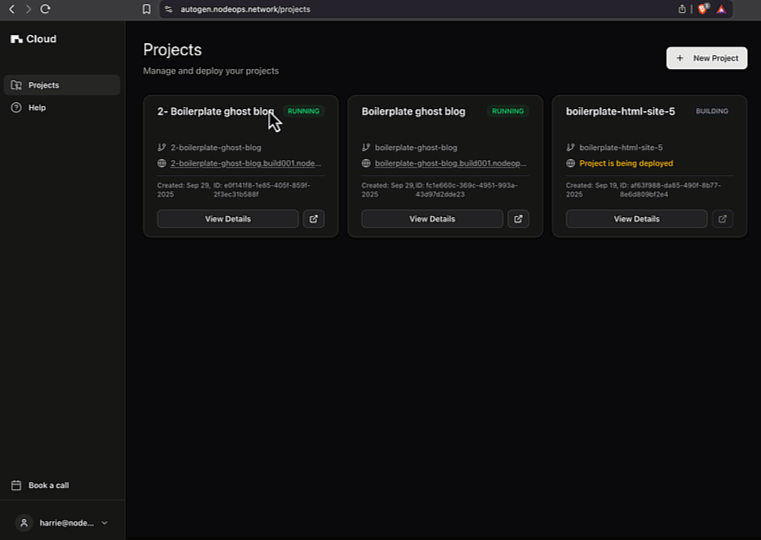 autogen.nodeops.network/projects
Cloud
Projects
Help
Projects
Manage and deploy your projects
New Project
2- Boilerplate ghost blog
RUNNING
2-boilerplate-ghost-blog
2-boilerplate-ghost-blog.build001.node...
Created: Sep 29, 2025
ID: e0f141f8-1e85-405f-859f-2f3ec31b588f
View Details
Boilerplate ghost blog
RUNNING
boilerplate-ghost-blog
boilerplate-ghost-blog.build001.nodeop...
Created: Sep 29, 2025
ID: fc1e660c-369c-4951-993a-43d97d2dde23
View Details
boilerplate-html-site-5
BUILDING
boilerplate-html-site-5
Project is being deployed
Created: Sep 19, 2025
ID: af63f988-da85-490f-8b77-8e6d809bf2e4
View Details
Book a call
harrie@node...